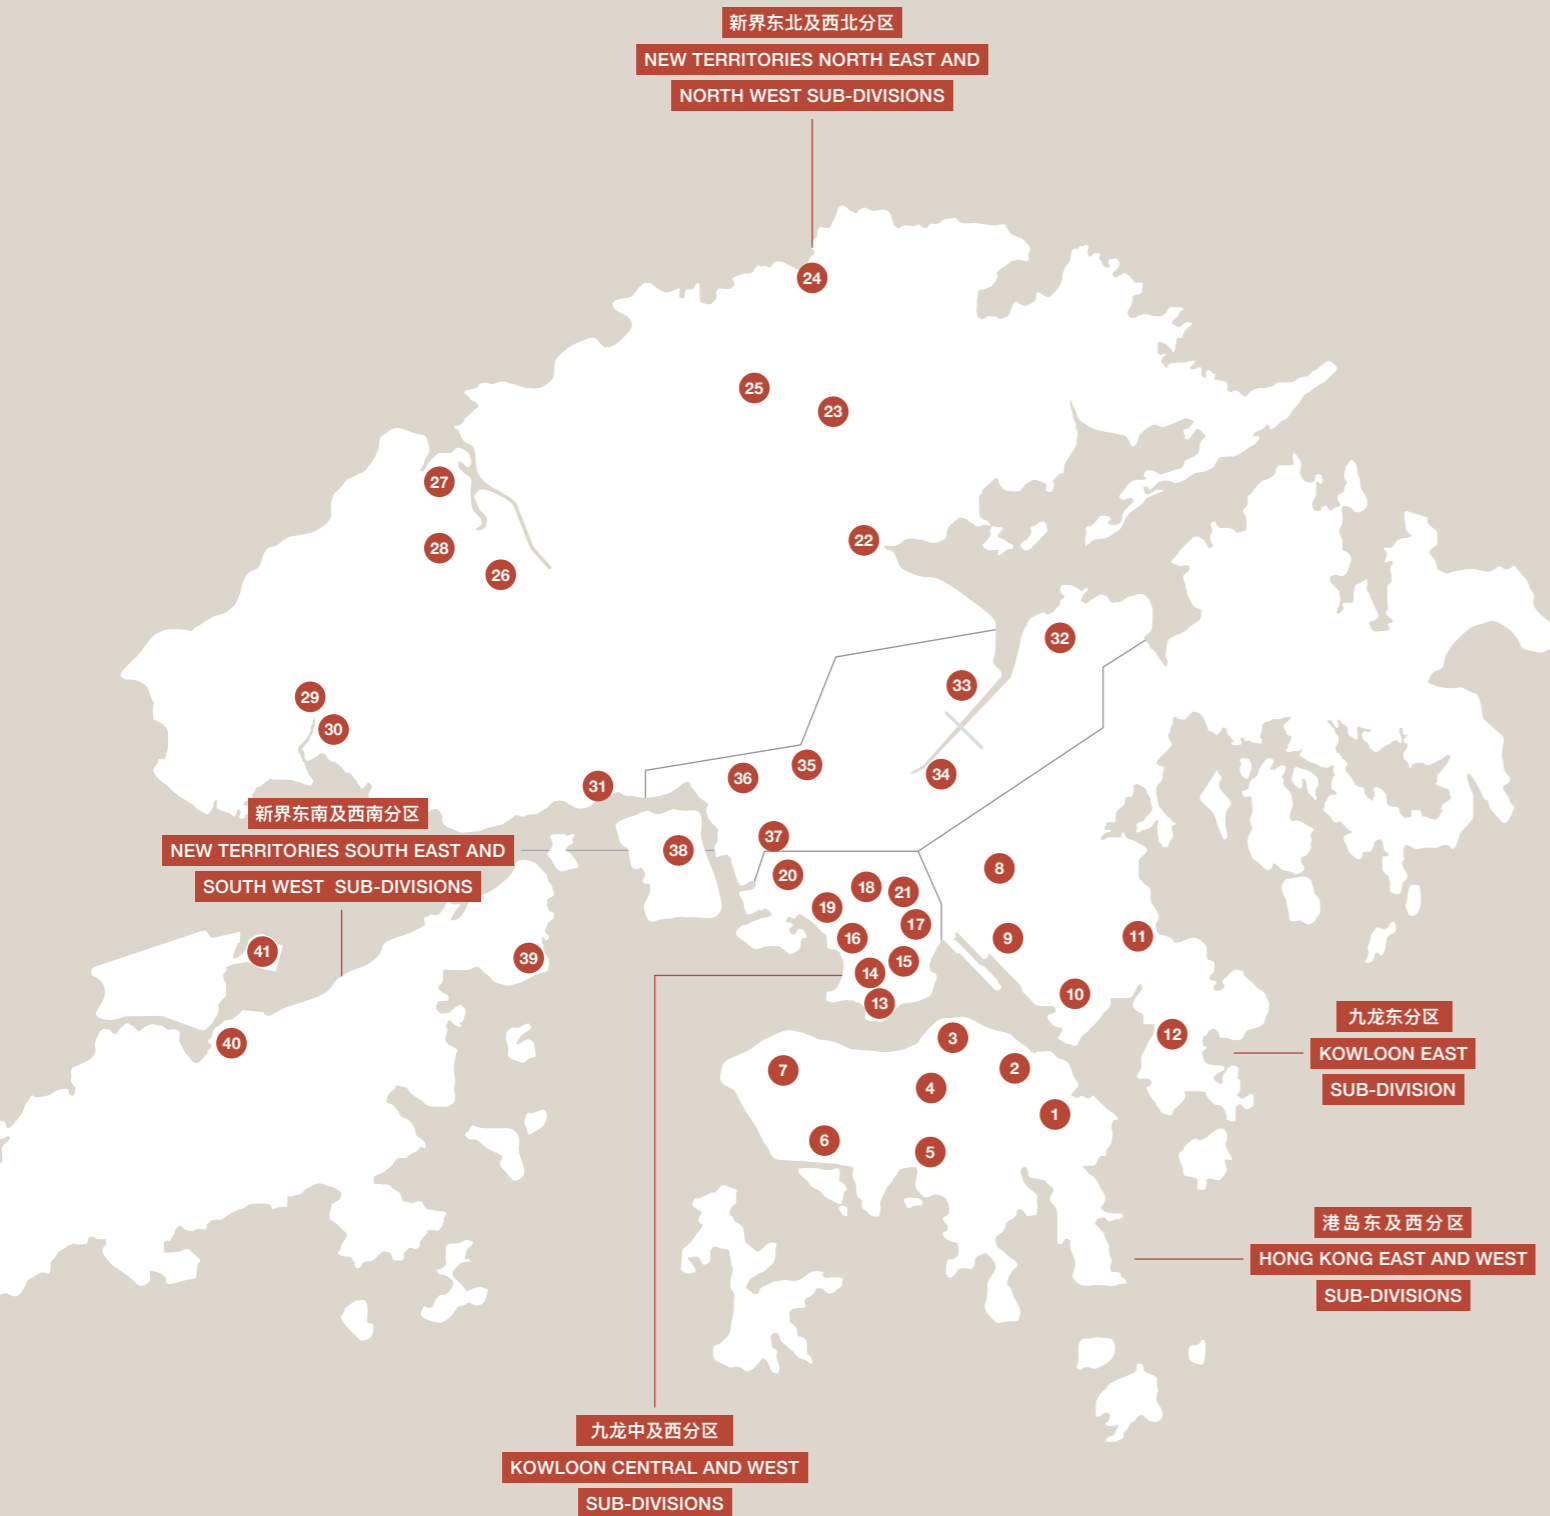 新界东北及西北分区
NEW TERRITORIES NORTH EAST AND
NORTH WEST SUB-DIVISIONS
24
25
23
27
22
28
26
32
33
29
30
35
34
36
31
新界东南及西南分区
37
NEW TERRITORIES SOUTH EAST AND
38
8
20
SOUTH WEST SUB-DIVISIONS
18
21
19
17
11
16
9
41
39
15
14
10
13
九龙东分区
12
3
40
KOWLOON EAST
2
7
4
SUB-DIVISION
1
6
5
港岛东及西分区
HONG KONG EAST AND WEST
SUB-DIVISIONS
九龙中及西分区
KOWLOON CENTRAL AND WEST
SUB-DIVISIONS